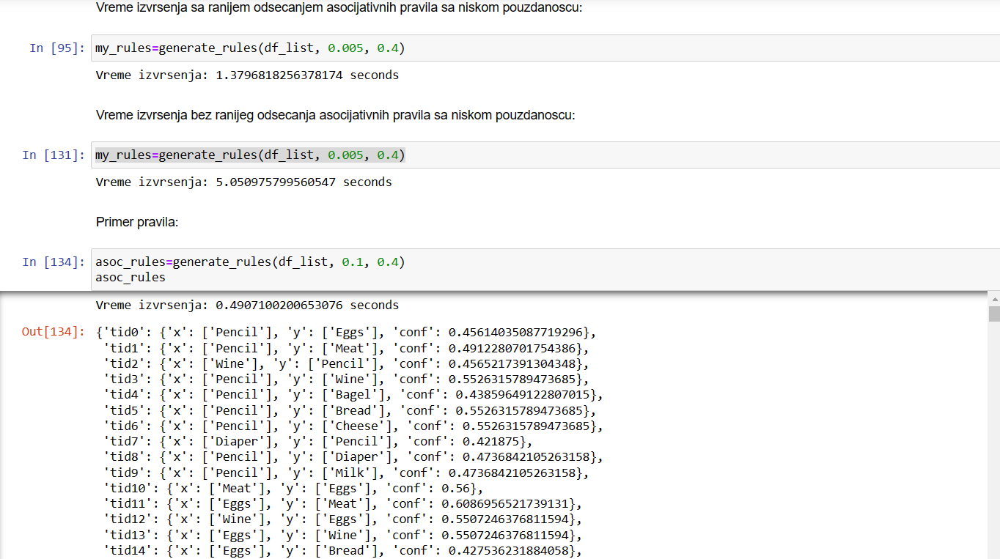 Vreme izvrsenja sa ranijem odsecanjem asocijativnih pravila sa niskom pouzdanoscu:
In [95]: my_rules=generate_rules(df_list, 0.005, 0.4)
Vreme izvrsenja: 1.3796818256378174 seconds
Vreme izvrsenja bez ranijeg odsecanja asocijativnih pravila sa niskom pouzdanoscu:
In [131]: my_rules=generate_rules(df_list, 0.005, 0.4)
Vreme izvrsenja: 5.050975799560547 seconds
Primer pravila:
In [134]: asoc_rules=generate_rules(df_list, 0.1, 0.4)
asoc_rules
Vreme izvrsenja: 0.4907100200653076 seconds
Out[134]: {'tid0': {'x': ['Pencil'], 'y': ['Eggs'], 'conf': 0.45614035087719296},
'tid1': {'x': ['Pencil'], 'y': ['Meat'], 'conf': 0.4912280701754386},
'tid2': {'x': ['Wine'], 'y': ['Pencil'], 'conf': 0.4565217391304348},
'tid3': {'x': ['Pencil'], 'y': ['Wine'], 'conf': 0.5526315789473685},
'tid4': {'x': ['Pencil'], 'y': ['Bagel'], 'conf': 0.43859649122807015},
'tid5': {'x': ['Pencil'], 'y': ['Bread'], 'conf': 0.5526315789473685},
'tid6': {'x': ['Pencil'], 'y': ['Cheese'], 'conf': 0.5526315789473685},
'tid7': {'x': ['Diaper'], 'y': ['Pencil'], 'conf': 0.421875},
'tid8': {'x': ['Pencil'], 'y': ['Diaper'], 'conf': 0.4736842105263158},
'tid9': {'x': ['Pencil'], 'y': ['Milk'], 'conf': 0.4736842105263158},
'tid10': {'x': ['Meat'], 'y': ['Eggs'], 'conf': 0.56},
'tid11': {'x': ['Eggs'], 'y': ['Meat'], 'conf': 0.6086956521739131},
'tid12': {'x': ['Wine'], 'y': ['Eggs'], 'conf': 0.5507246376811594},
'tid13': {'x': ['Eggs'], 'y': ['Wine'], 'conf': 0.5507246376811594},
'tid14': {'x': ['Eggs'], 'y': ['Bread'], 'conf': 0.427536231884058},